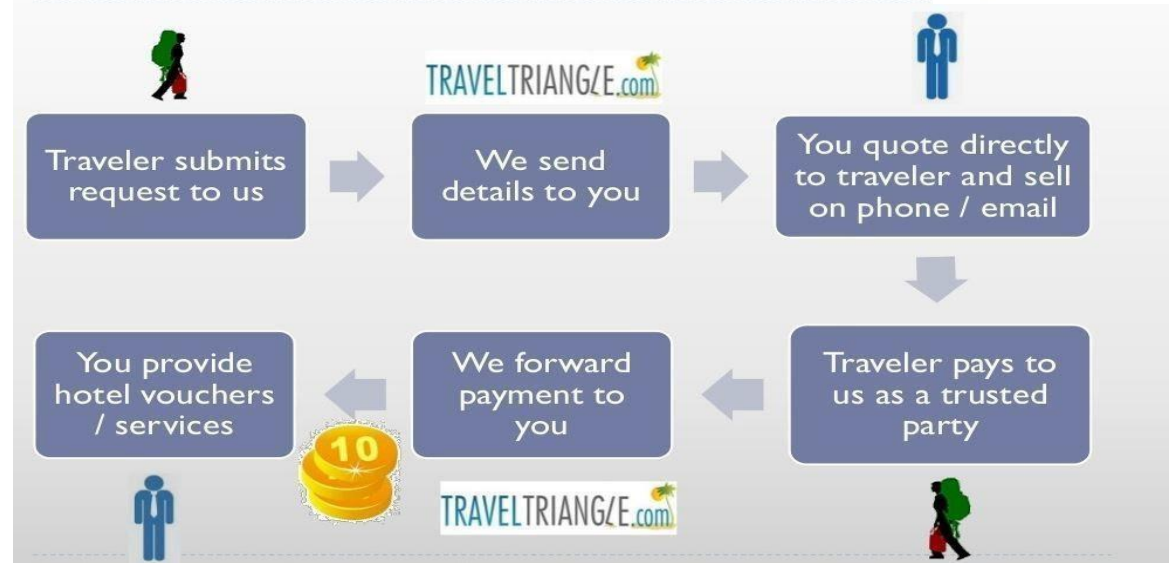 TRAVELTRIANGLE.com
Traveler submits
request to us
We send
details to you
You quote directly
to traveler and sell
on phone / email
You provide
hotel vouchers
/ services
We forward
payment to
you
Traveler pays to
us as a trusted
party
10
TRAVELTRIANGLE.com